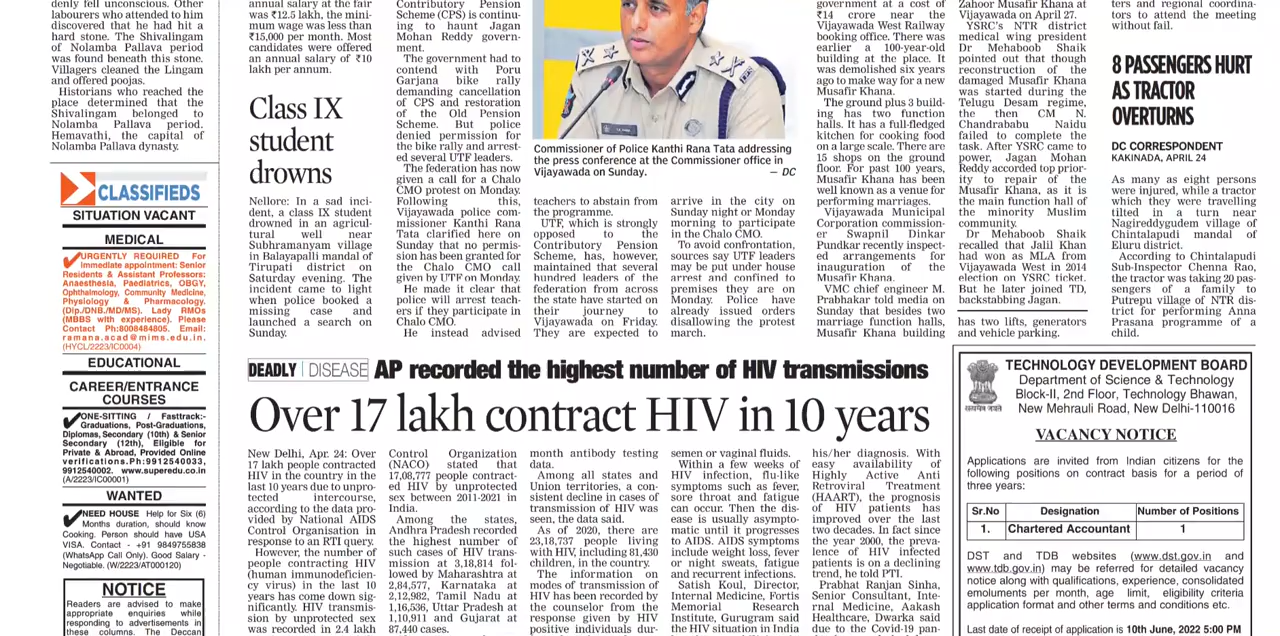 denly fell unconscious. Other
labourers who attended to him
discovered that he had hit a
hard stone. The Shivalingam
of Nolamba Pallava period
was found beneath this stone.
Villagers cleaned the Lingam
and offered poojas.
Historians who reached the
place determined that the
Shivalingam belonged to
Nolamba Pallava period.
Hemavathi, the capital of
Nolamba Pallava dynasty.
CLASSIFIEDS
SITUATION VACANT
MEDICAL
URGENTLY REQUIRED For
Immediate appointment: Senior
Residents & Assistant Professors:
Anaesthesia, Paediatrics, OBGY,
Ophthalmology, Community Medicine,
Physiology & Pharmacology.
(Dip./DNB./MD/MS). Lady RMOs
(MBBS with experience). Please
Contact Ph:8008484805. Email:
ramana.acad@mims.edu.in.
(HYCL/2223/IC0004)
EDUCATIONAL
CAREER/ENTRANCE
COURSES
ONE-SITTING / Fasttrack:-
Graduations, Post-Graduations,
Diplomas, Secondary (10th) & Senior
Secondary (12th), Eligible for
Private & Abroad, Provided Online
verifications.Ph:9912540033,
9912540002. www.superedu.co.in
(A/2223/IC00001)
WANTED
NEED HOUSE Help for Six (6)
Months duration, should know
Cooking. Person should have USA
VISA. Contact - +91 9849755838
(WhatsApp Call Only). Good Salary -
Negotiable. (W/2223/AT000120)
NOTICE
Readers are advised to make
appropriate enquiries while
responding to advertisements in
these columns. The Deccan
annual salary at the fair
was ₹12.5 lakh, the mini-
mum wage was less than
₹15,000 per month. Most
candidates were offered
an annual salary of ₹10
lakh per annum.
Class IX
student
drowns
Nellore: In a sad inci-
dent, a class IX student
drowned in an agricul-
tural well near
Subhramanyam village
in Balayapalli mandal of
Tirupati district on
Saturday evening. The
incident came to light
when police booked a
missing case and
launched a search on
Sunday.
Contributory Pension
Scheme (CPS) is continu-
ing to haunt Jagan
Mohan Reddy govern-
ment.
The government had to
contend with Poru
Garjana bike rally
demanding cancellation
of CPS and restoration
of the Old Pension
Scheme. But police
denied permission for
the bike rally and arrest-
ed several UTF leaders.
The federation has now
given a call for a Chalo
CMO protest on Monday.
Following this,
Vijayawada police com-
missioner Kanthi Rana
Tata clarified here on
Sunday that no permis-
sion has been granted for
the Chalo CMO call
given by UTF on Monday.
He made it clear that
police will arrest teach-
ers if they participate in
Chalo CMO.
He instead advised
Commissioner of Police Kanthi Rana Tata addressing
the press conference at the Commissioner office in
Vijayawada on Sunday. — DC
teachers to abstain from
the programme.
UTF, which is strongly
opposed to the
Contributory Pension
Scheme, has, however,
maintained that several
hundred leaders of the
federation from across
the state have started on
their journey to
Vijayawada on Friday.
They are expected to
arrive in the city on
Sunday night or Monday
morning to participate
in the Chalo CMO.
To avoid confrontation,
sources say UTF leaders
may be put under house
arrest and confined to
premises they are on
Monday. Police have
already issued orders
disallowing the protest
march.
government at a cost of
₹14 crore near the
Vijayawada West Railway
booking office. There was
earlier a 100-year-old
building at the place. It
was demolished six years
ago to make way for a new
Musafir Khana.
The ground plus 3 build-
ing has two function
halls. It has a full-fledged
kitchen for cooking food
on a large scale. There are
15 shops on the ground
floor. For past 100 years,
Musafir Khana has been
well known as a venue for
performing marriages.
Vijayawada Municipal
Corporation commission-
er Swapnil Dinkar
Pundkar recently inspect-
ed arrangements for
inauguration of the
Musafir Khana.
VMC chief engineer M.
Prabhakar told media on
Sunday that besides two
marriage function halls,
Musafir Khana building
Zahoor Musafir Khana at
Vijayawada on April 27.
YSRC's NTR district
medical wing president
Dr Mehaboob Shaik
pointed out that though
reconstruction of the
damaged Musafir Khana
was started during the
Telugu Desam regime,
the then CM N.
Chandrababu Naidu
failed to complete the
task. After YSRC came to
power, Jagan Mohan
Reddy accorded top prior-
ity to repair of the
Musafir Khana, as it is
the main function hall of
the minority Muslim
community.
Dr Mehaboob Shaik
recalled that Jalil Khan
had won as MLA from
Vijayawada West in 2014
election on YSRC ticket.
But he later joined TD,
backstabbing Jagan.
has two lifts, generators
and vehicle parking.
ters and regional coordina-
tors to attend the meeting
without fail.
8 PASSENGERS HURT
AS TRACTOR
OVERTURNS
DC CORRESPONDENT
KAKINADA, APRIL 24
As many as eight persons
were injured, while a tractor
which they were travelling
tilted in a turn near
Nagireddygudem village of
Chintalapudi mandal of
Eluru district.
According to Chintalapudi
Sub-Inspector Chenna Rao,
the tractor was taking 20 pas-
sengers of a family to
Putrepu village of NTR dis-
trict for performing Anna
Prasana programme of a
child.
DEADLY | DISEASE AP recorded the highest number of HIV transmissions
Over 17 lakh contract HIV in 10 years
New Delhi, Apr. 24: Over
17 lakh people contracted
HIV in the country in the
last 10 years due to unpro-
tected intercourse,
according to the data pro-
vided by National AIDS
Control Organisation in
response to an RTI query.
However, the number of
people contracting HIV
(human immunodeficien-
cy virus) in the last 10
years has come down sig-
nificantly. HIV transmis-
sion by unprotected sex
was recorded in 2.4 lakh
Control Organization
(NACO) stated that
17,08,777 people contract-
ed HIV by unprotected
sex between 2011-2021 in
India.
Among the states,
Andhra Pradesh recorded
the highest number of
such cases of HIV trans-
mission at 3,18,814 fol-
lowed by Maharashtra at
2,84,577, Karnataka at
2,12,982, Tamil Nadu at
1,16,536, Uttar Pradesh at
1,10,911 and Gujarat at
87,440 cases.
month antibody testing
data.
Among all states and
Union territories, a con-
sistent decline in cases of
transmission of HIV was
seen, the data said.
As of 2020, there are
23,18,737 people living
with HIV, including 81,430
children, in the country.
The information on
modes of transmission of
HIV has been recorded by
the counselor from the
response given by HIV
positive individuals dur-
semen or vaginal fluids.
Within a few weeks of
HIV infection, flu-like
symptoms such as fever,
sore throat and fatigue
can occur. Then the dis-
ease is usually asympto-
matic until it progresses
to AIDS. AIDS symptoms
include weight loss, fever
or night sweats, fatigue
and recurrent infections.
Satish Koul, Director,
Internal Medicine, Fortis
Memorial Research
Institute, Gurugram said
the HIV situation in India
his/her diagnosis. With
easy availability of
Highly Active Anti
Retroviral Treatment
(HAART), the prognosis
of HIV patients has
improved over the last
two decades. In fact since
the year 2000, the preva-
lence of HIV infected
patients is on a declining
trend, he told PTI.
Prabhat Ranjan Sinha,
Senior Consultant, Inter-
nal Medicine, Aakash
Healthcare, Dwarka said
due to the Covid-19 pan-
सत्यमेव जयते
TECHNOLOGY DEVELOPMENT BOARD
Department of Science & Technology
Block-II, 2nd Floor, Technology Bhawan,
New Mehrauli Road, New Delhi-110016
VACANCY NOTICE
Applications are invited from Indian citizens for the
following positions on contract basis for a period of
three years:
Sr.No Designation Number of Positions
1. Chartered Accountant 1
DST and TDB websites (www.dst.gov.in and
www.tdb.gov.in) may be referred for detailed vacancy
notice along with qualifications, experience, consolidated
emoluments per month, age limit, eligibility criteria
application format and other terms and conditions etc.
Last date of receipt of application is 10th June, 2022 5:00 PM